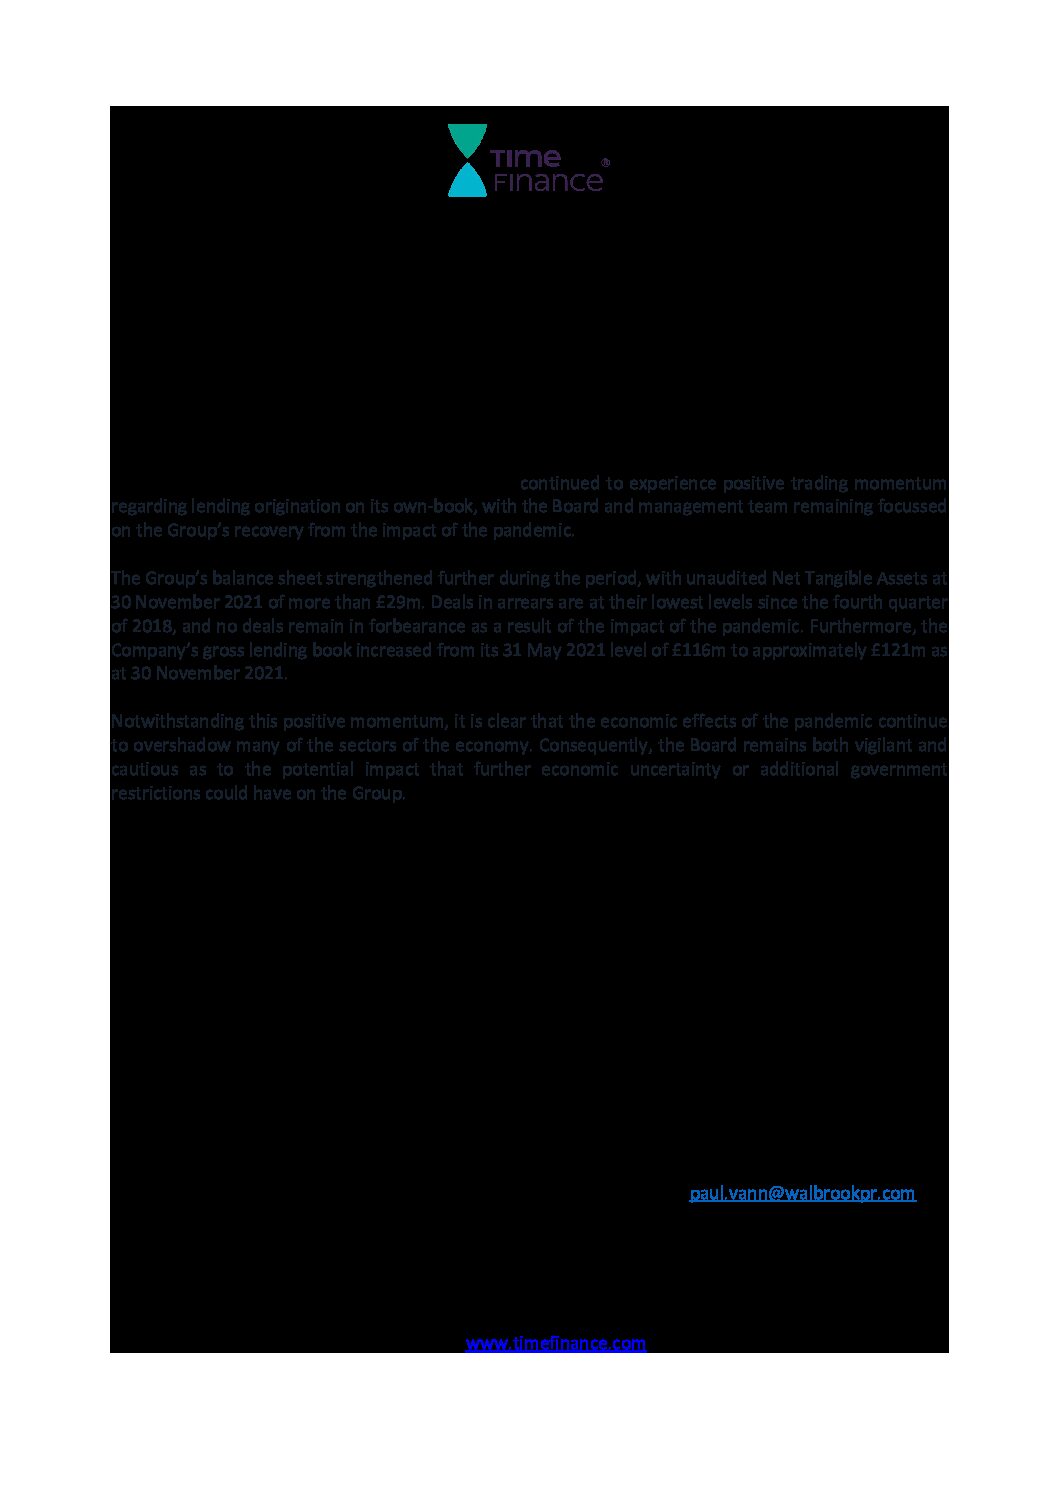 TIME
FINANCE ®
continued to experience positive trading momentum
regarding lending origination on its own-book, with the Board and management team remaining focussed
on the Group's recovery from the impact of the pandemic.
The Group's balance sheet strengthened further during the period, with unaudited Net Tangible Assets at
30 November 2021 of more than £29m. Deals in arrears are at their lowest levels since the fourth quarter
of 2018, and no deals remain in forbearance as a result of the impact of the pandemic. Furthermore, the
Company's gross lending book increased from its 31 May 2021 level of £116m to approximately £121m as
at 30 November 2021.
Notwithstanding this positive momentum, it is clear that the economic effects of the pandemic continue
to overshadow many of the sectors of the economy. Consequently, the Board remains both vigilant and
cautious as to the potential impact that further economic uncertainty or additional government
restrictions could have on the Group.
paul.vann@walbrookpr.com
www.timefinance.com